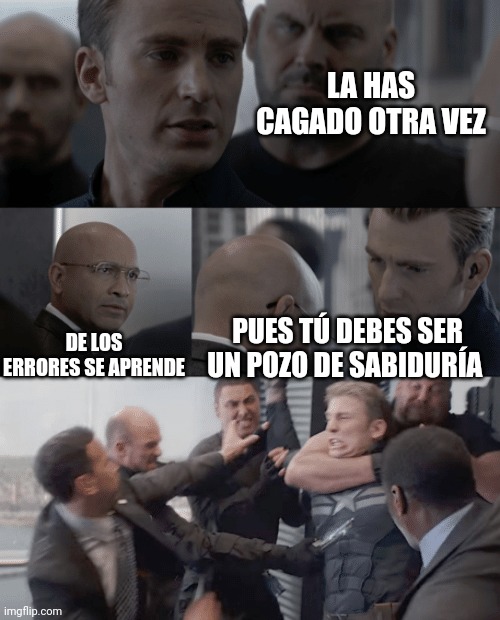 LA HAS
CAGADO OTRA VEZ
DE LOS
ERRORES SE APRENDE
PUES TÚ DEBES SER
UN POZO DE SABIDURÍA
imgflip.com